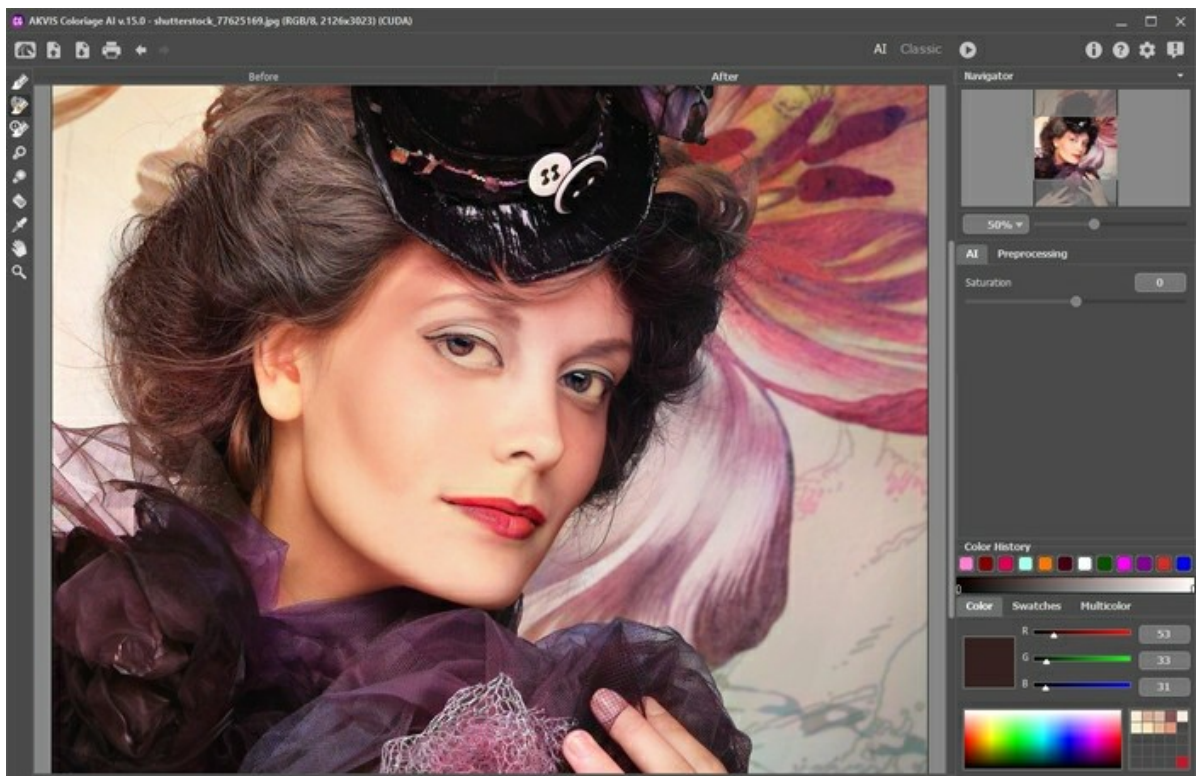 AKVIS Coloriage AI v.15.0 - shutterstock_77625169.jpg (RGB/8, 2126x3023) (CUDA)
AI Classic
Before After
Navigator
50%
AI Preprocessing
Saturation 0
Color History
Color Swatches Multicolor
R 53
G 33
B 31